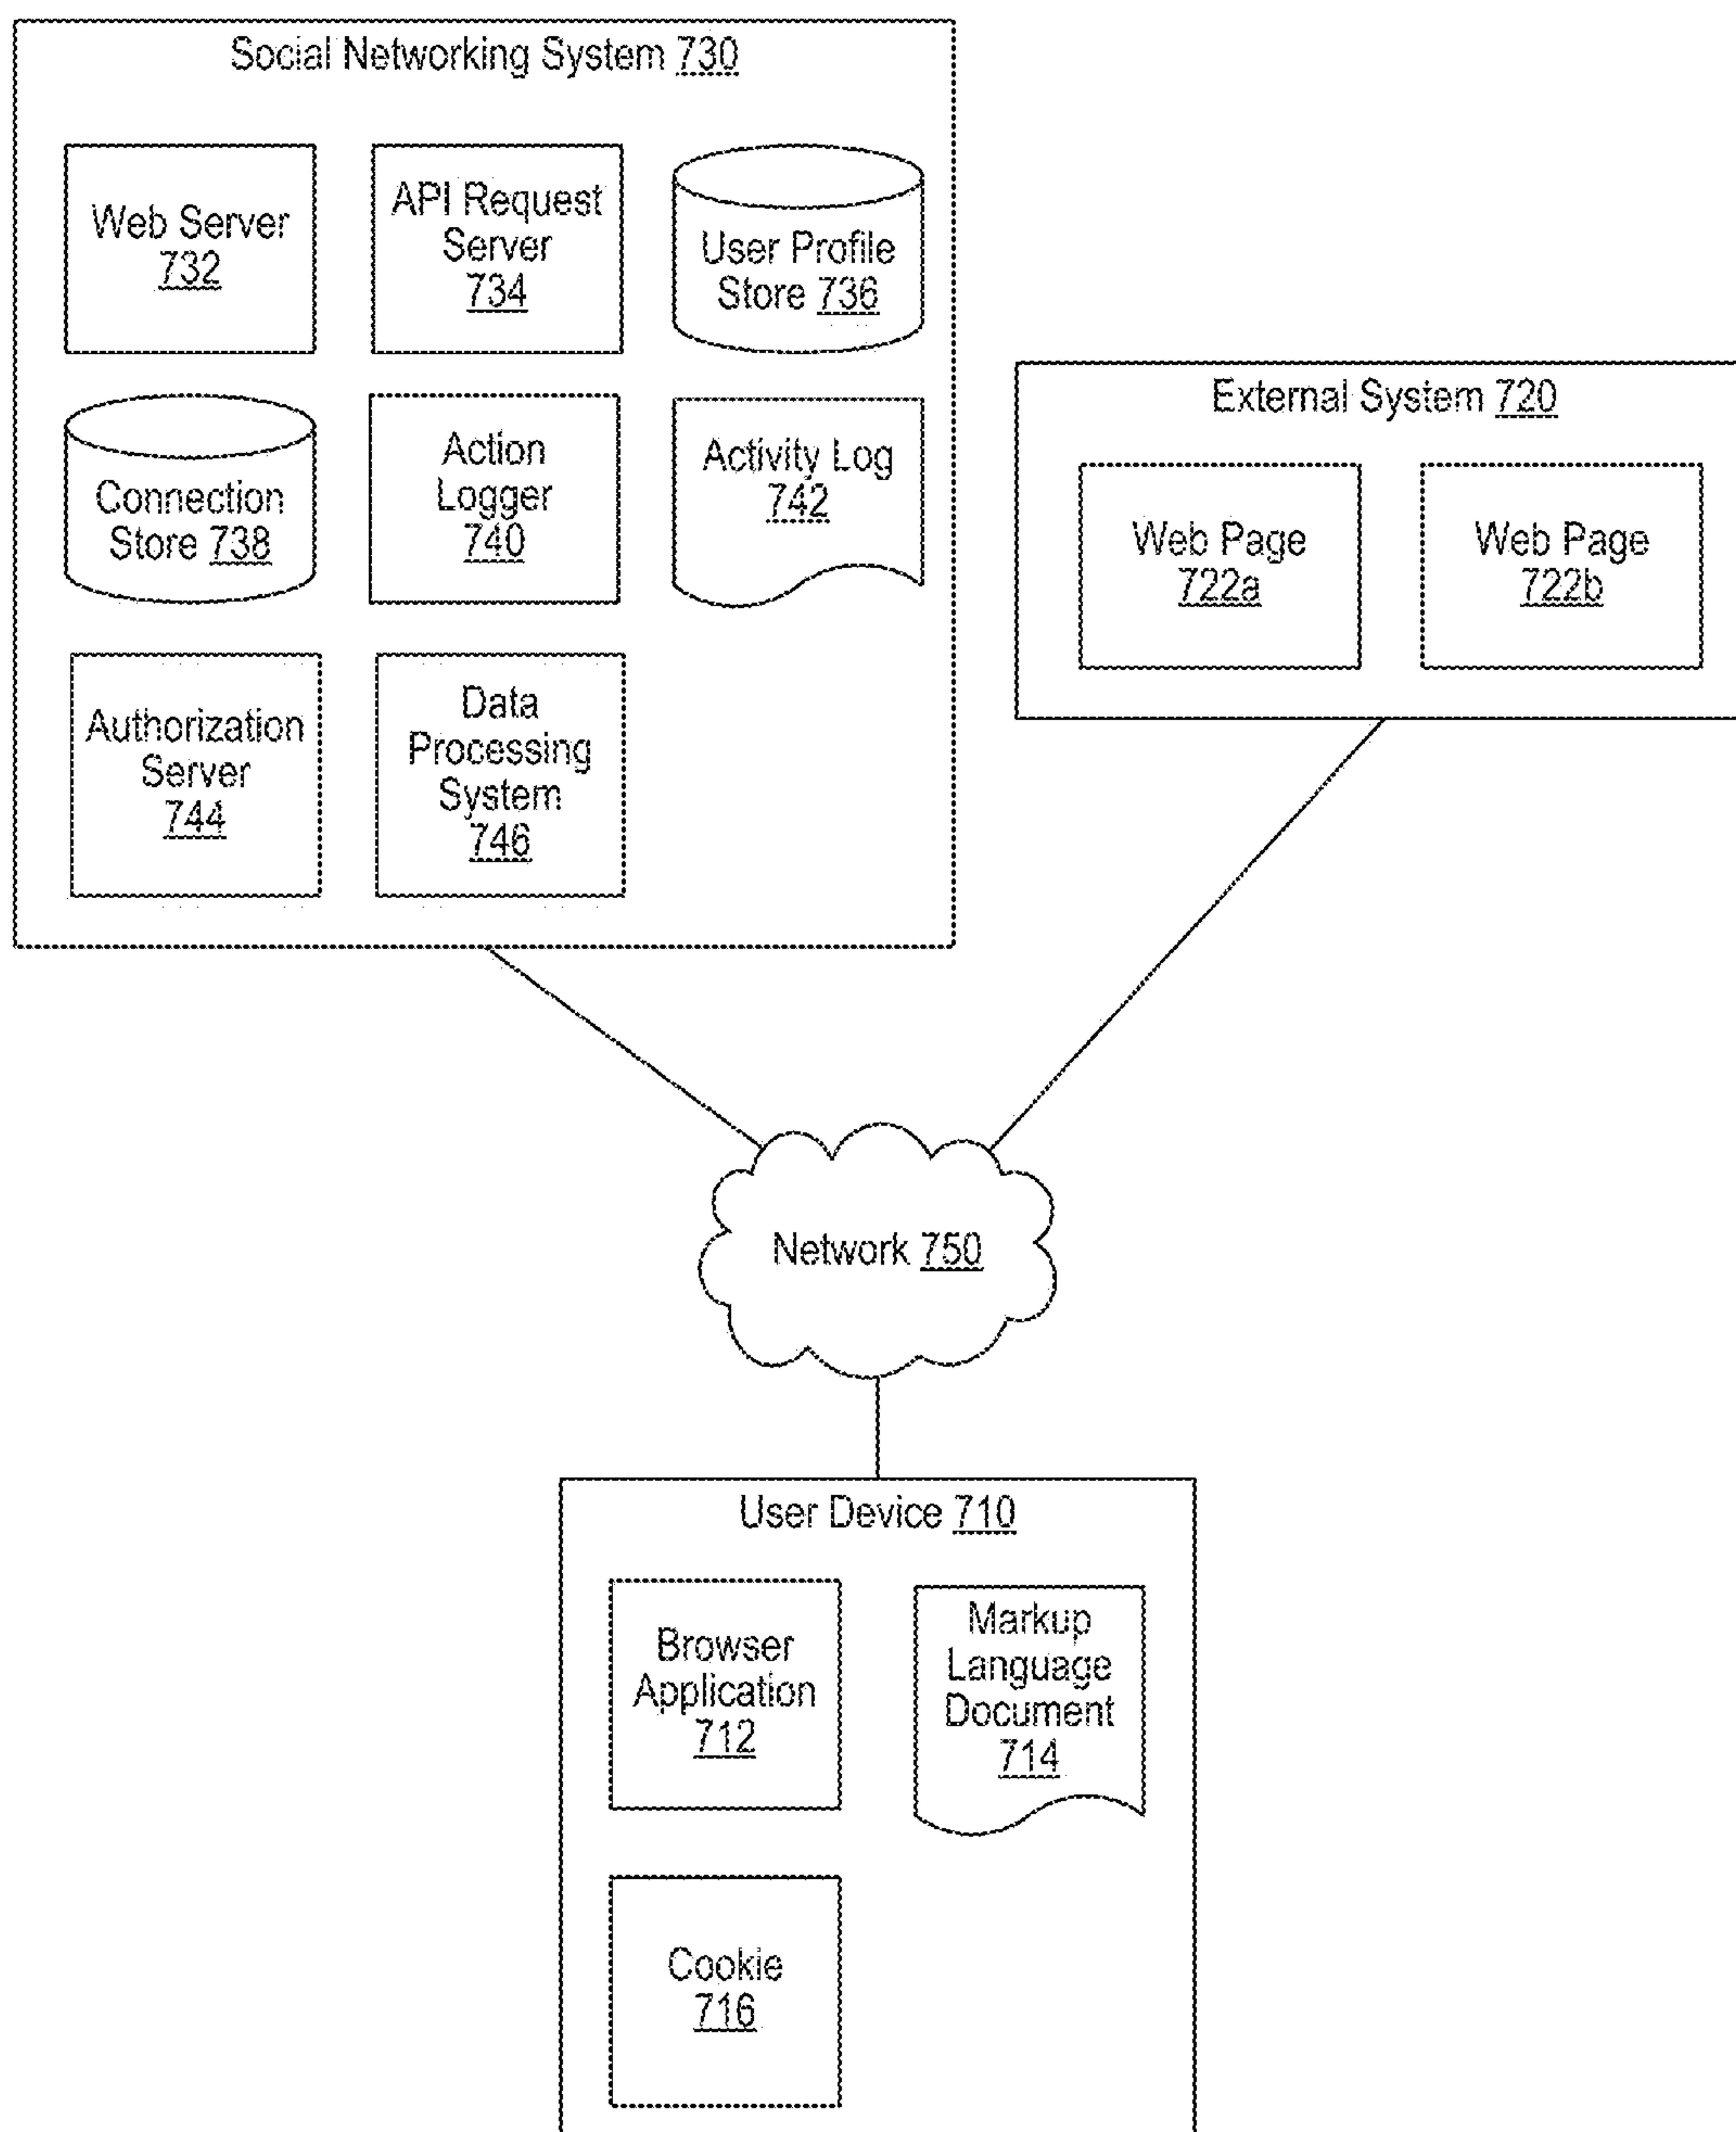 Social Networking System 730
Web Server
732
API Request
Server
734
User Profile
Store 736
Connection
Store 738
Action
Logger
740
Activity Log
742
Authorization
Server
744
Data
Processing
System
746
External System 720
Web Page
722a
Web Page
722b
Network 750
User Device 710
Browser
Application
712
Markup
Language
Document
714
Cookie
716